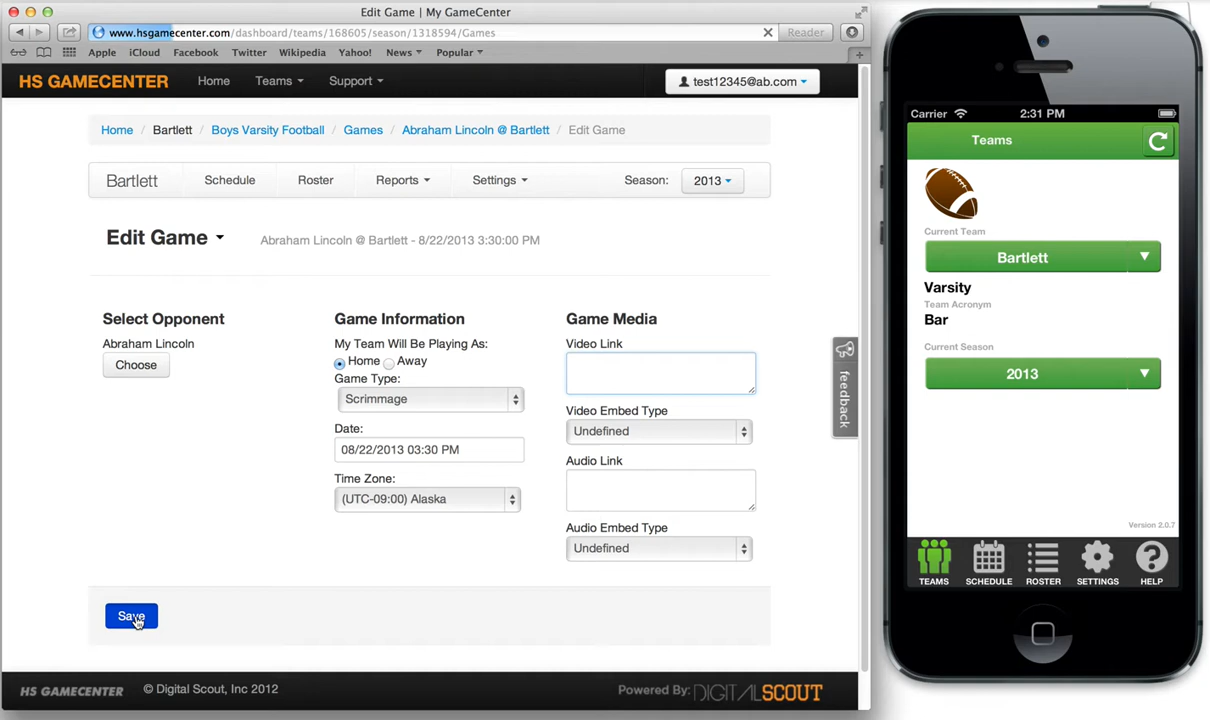 Edit Game | My GameCenter
www.hsgamecenter.com/dashboard/teams/168605/season/1318594/Games
Reader
Apple iCloud Facebook Twitter Wikipedia Yahoo! News Popular
HS GAMECENTER Home Teams Support test12345@ab.com
Home / Bartlett / Boys Varsity Football / Games / Abraham Lincoln @ Bartlett / Edit Game
Bartlett Schedule Roster Reports Settings Season: 2013
Edit Game Abraham Lincoln @ Bartlett - 8/22/2013 3:30:00 PM
Select Opponent
Abraham Lincoln
Choose
Game Information
My Team Will Be Playing As:
Home Away
Game Type:
Scrimmage
Date:
08/22/2013 03:30 PM
Time Zone:
(UTC-09:00) Alaska
Game Media
Video Link
Video Embed Type
Undefined
Audio Link
Audio Embed Type
Undefined
feedback
Save
HS GAMECENTER © Digital Scout, Inc 2012 Powered By: DIGITALSCOUT
Carrier 2:31 PM
Teams
Current Team
Bartlett
Varsity
Team Acronym
Bar
Current Season
2013
Version 2.0.7
TEAMS SCHEDULE ROSTER SETTINGS HELP